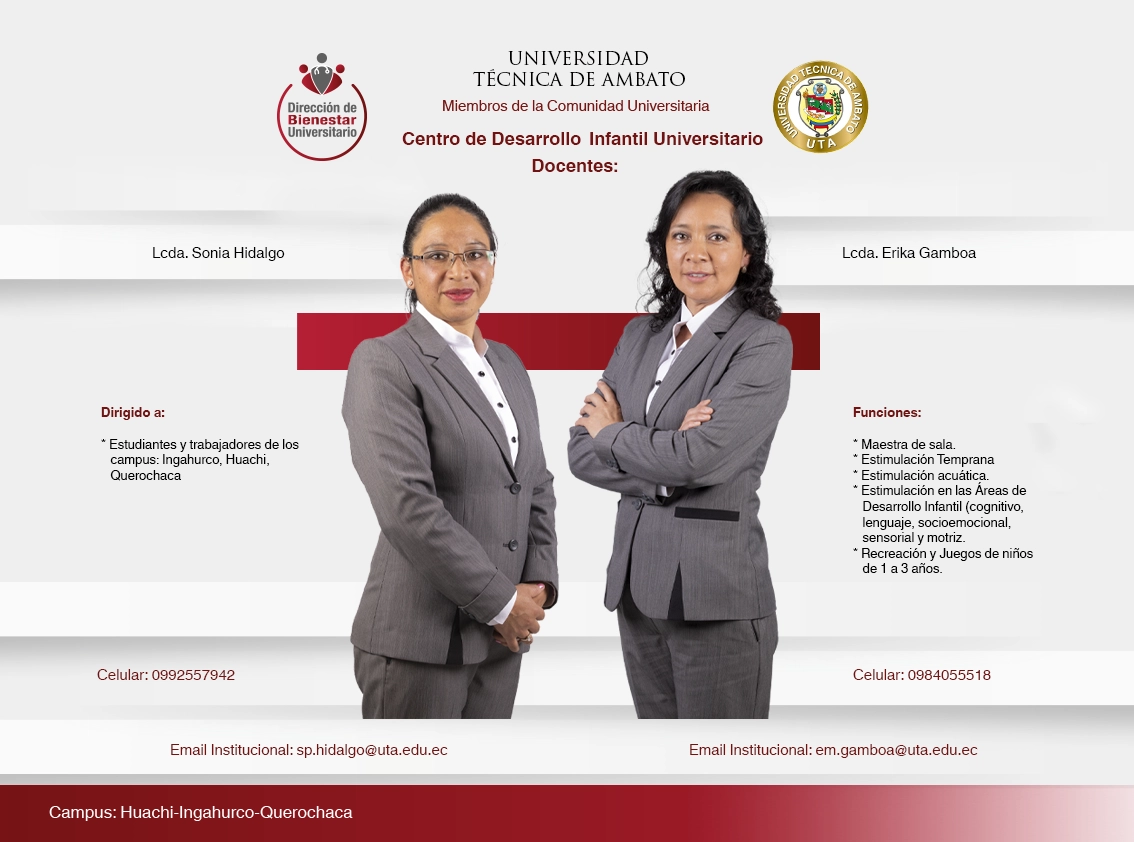 UNIVERSIDAD
TÉCNICA DE AMBATO
Miembros de la Comunidad Universitaria
Centro de Desarrollo Infantil Universitario
Docentes:
Dirección de
Bienestar
Universitario
UNIVERSIDAD TECNICA DE AMBATO
UTA
Lcda. Sonia Hidalgo
Lcda. Erika Gamboa
Dirigido a:
* Estudiantes y trabajadores de los
campus: Ingahurco, Huachi,
Querochaca
Funciones:
* Maestra de sala.
* Estimulación Temprana
* Estimulación acuática.
* Estimulación en las Áreas de
Desarrollo Infantil (cognitivo,
lenguaje, socioemocional,
sensorial y motriz.
* Recreación y Juegos de niños
de 1 a 3 años.
Celular: 0992557942
Celular: 0984055518
Email Institucional: sp.hidalgo@uta.edu.ec
Email Institucional: em.gamboa@uta.edu.ec
Campus: Huachi-Ingahurco-Querochaca